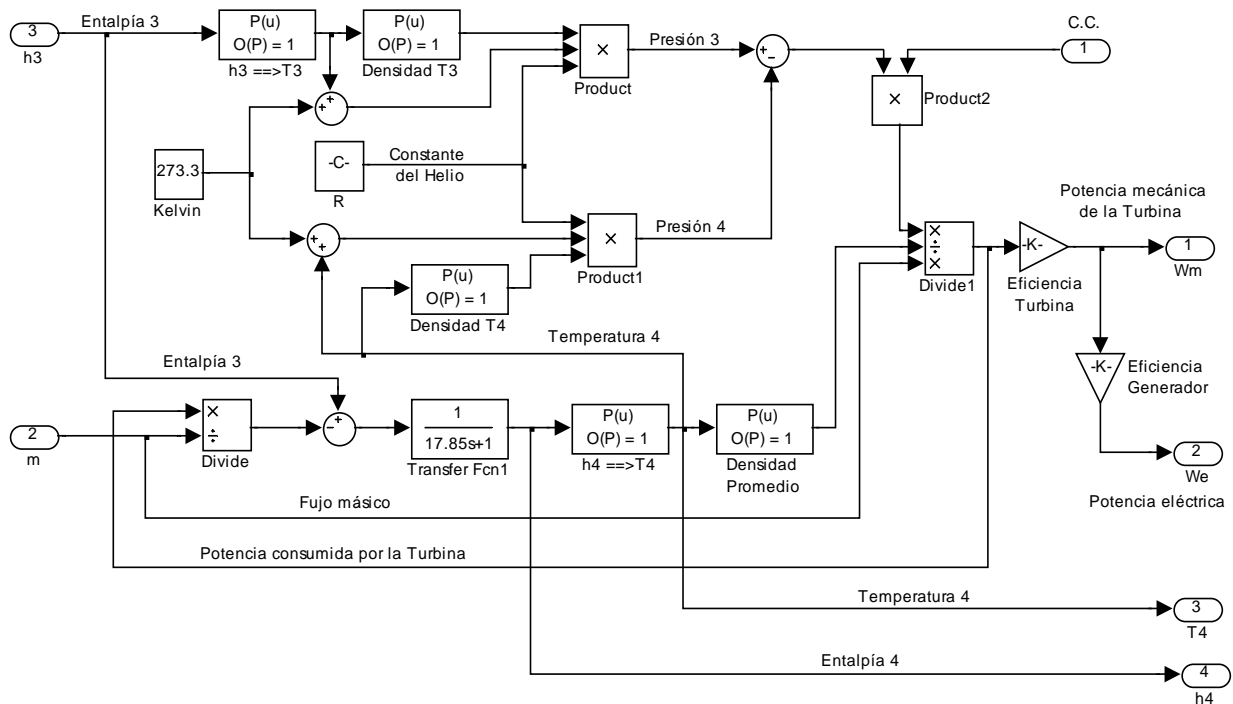 3
h3
Entalpía 3
P(u)
O(P) = 1
h3 ==>T3
P(u)
O(P) = 1
Densidad T3
×
Product
Presión 3
C.C.
1
×
Product2
273.3
Kelvin
-C-
R
Constante
del Helio
×
Product1
Presión 4
P(u)
O(P) = 1
Densidad T4
×
÷
×
Divide1
-K-
Eficiencia
Turbina
Potencia mecánica
de la Turbina
1
Wm
-K-
Eficiencia
Generador
2
We
Potencia eléctrica
Temperatura 4
Entalpía 3
2
m
×
÷
Divide
1
17.85s+1
Transfer Fcn1
P(u)
O(P) = 1
h4 ==>T4
P(u)
O(P) = 1
Densidad
Promedio
Fujo másico
Potencia consumida por la Turbina
Temperatura 4
3
T4
Entalpía 4
4
h4